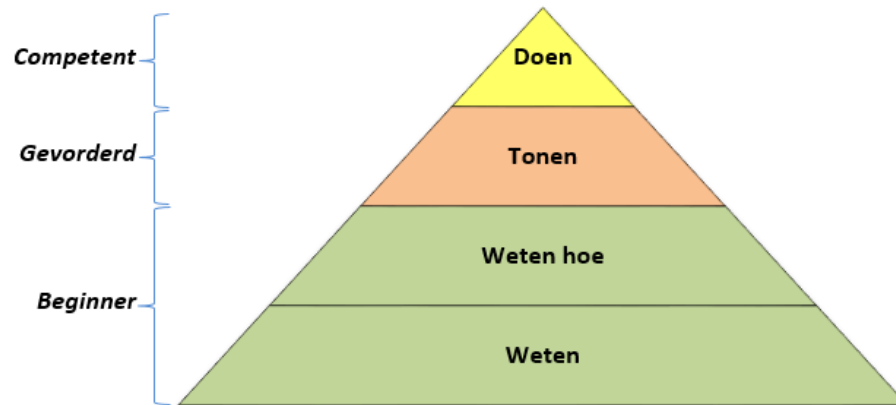 Competent
Doen
Gevorderd
Tonen
Weten hoe
Beginner
Weten